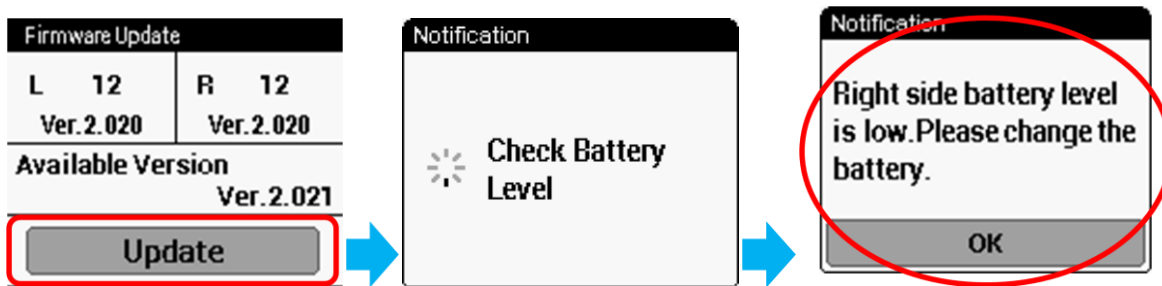 Firmware Update
L 12 R 12
Ver.2.020 Ver.2.020
Available Version
Ver.2.021
Update
Notification
Check Battery
Level
Notification
Right side battery level
is low.Please change the
battery.
OK